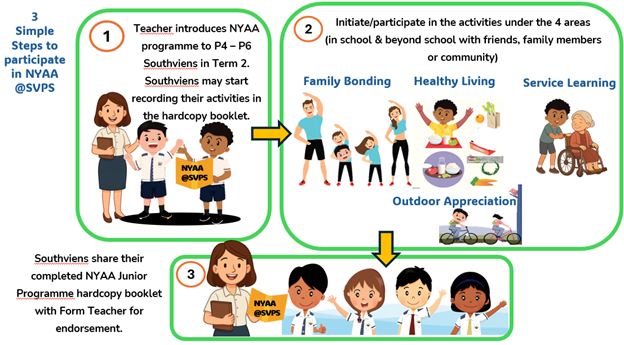 3
Simple
Steps to
participate
in NYAA
@SVPS
1
Teacher introduces NYAA
programme to P4 – P6
Southviens in Term 2.
Southviens may start
recording their activities in
the hardcopy booklet.
NYAA
@SVPS
2
Initiate/participate in the activities under the 4 areas
(in school & beyond school with friends, family members
or community)
Family Bonding
Healthy Living
Service Learning
Outdoor Appreciation
Southviens share their
completed NYAA Junior
Programme hardcopy booklet
with Form Teacher for
endorsement.
3
NYAA
@SVPS